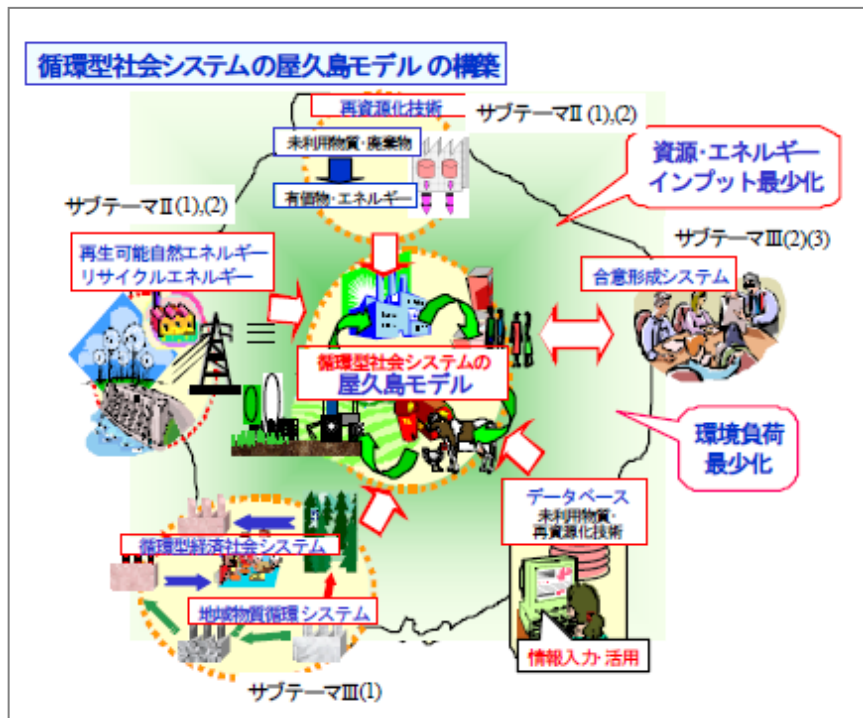 循環型社会システムの屋久島モデル の構築
再資源化技術
サブテーマⅡ(1),(2)
未利用物質・廃棄物
有価物・エネルギー
資源・エネルギー
インプット最少化
サブテーマⅡ(1),(2)
再生可能自然エネルギー
リサイクルエネルギー
サブテーマⅢ(2)(3)
合意形成システム
循環型社会システムの
屋久島モデル
環境負荷
最少化
データベース
未利用物質・
再資源化技術
循環型経済社会システム
地域物質循環システム
情報入力・活用
サブテーマⅢ(1)